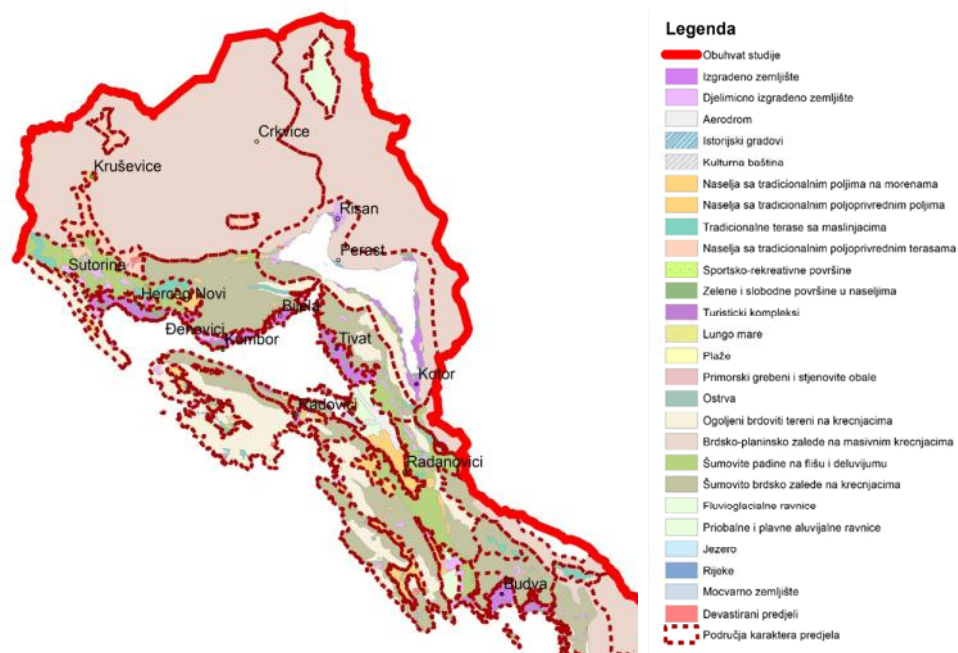 Crkvice
Kruševice
Risan
Perast
Sutorina
Herceg Novi
Bijela
Đenovići
Kumbor
Tivat
Kotor
Radovići
Radanovici
Budva
Legenda
Obuhvat studije
Izgrađeno zemljište
Djelimicno izgrađeno zemljište
Aerodrom
Istorijski gradovi
Kulturna baština
Naselja sa tradicionalnim poljima na morenama
Naselja sa tradicionalnim poljoprivrednim poljima
Tradicionalne terase sa maslinjacima
Naselja sa tradicionalnim poljoprivrednim terasama
Sportsko-rekreativne površine
Zelene i slobodne površine u naseljima
Turisticki kompleksi
Lungo mare
Plaže
Primorski grebeni i stjenovite obale
Ostrva
Ogoljeni brdoviti tereni na krecnjacima
Brdsko-planinsko zaleđe na masivnim krecnjacima
Šumovite padine na flišu i deluvijumu
Šumovito brdsko zaleđe na krecnjacima
Fluvioglacialne ravnice
Priobalne i plavne aluvijalne ravnice
Jezero
Rijeke
Mocvarno zemljište
Devastirani predjeli
Područja karaktera predjela